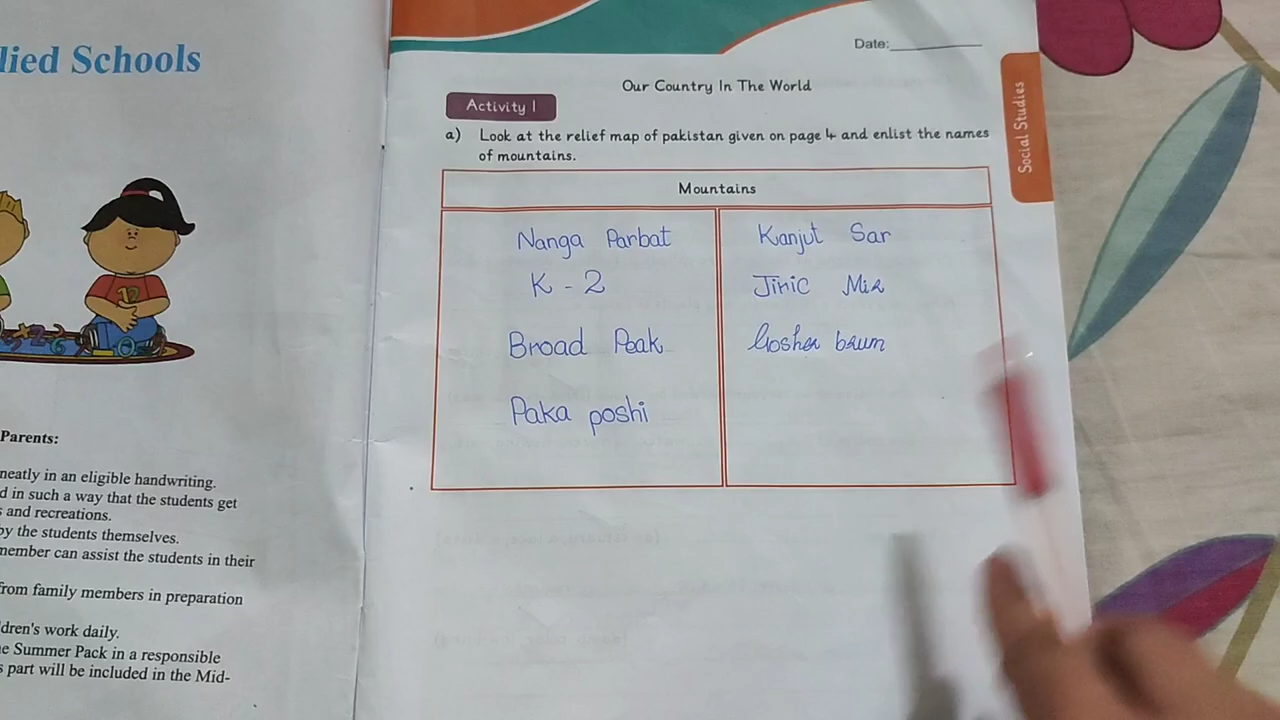 lied Schools
Parents:
neatly in an eligible handwriting.
d in such a way that the students get
s and recreations.
by the students themselves.
member can assist the students in their
from family members in preparation
dren's work daily.
e Summer Pack in a responsible
s part will be included in the Mid-
Date:
Our Country In The World
Activity 1
a) Look at the relief map of pakistan given on page 4 and enlist the names
of mountains.
Mountains
Nanga Parbat
K - 2
Broad Peak
Paka poshi
Kanjut Sar
Jiric Mir
Gosher brum
Social Studies
12